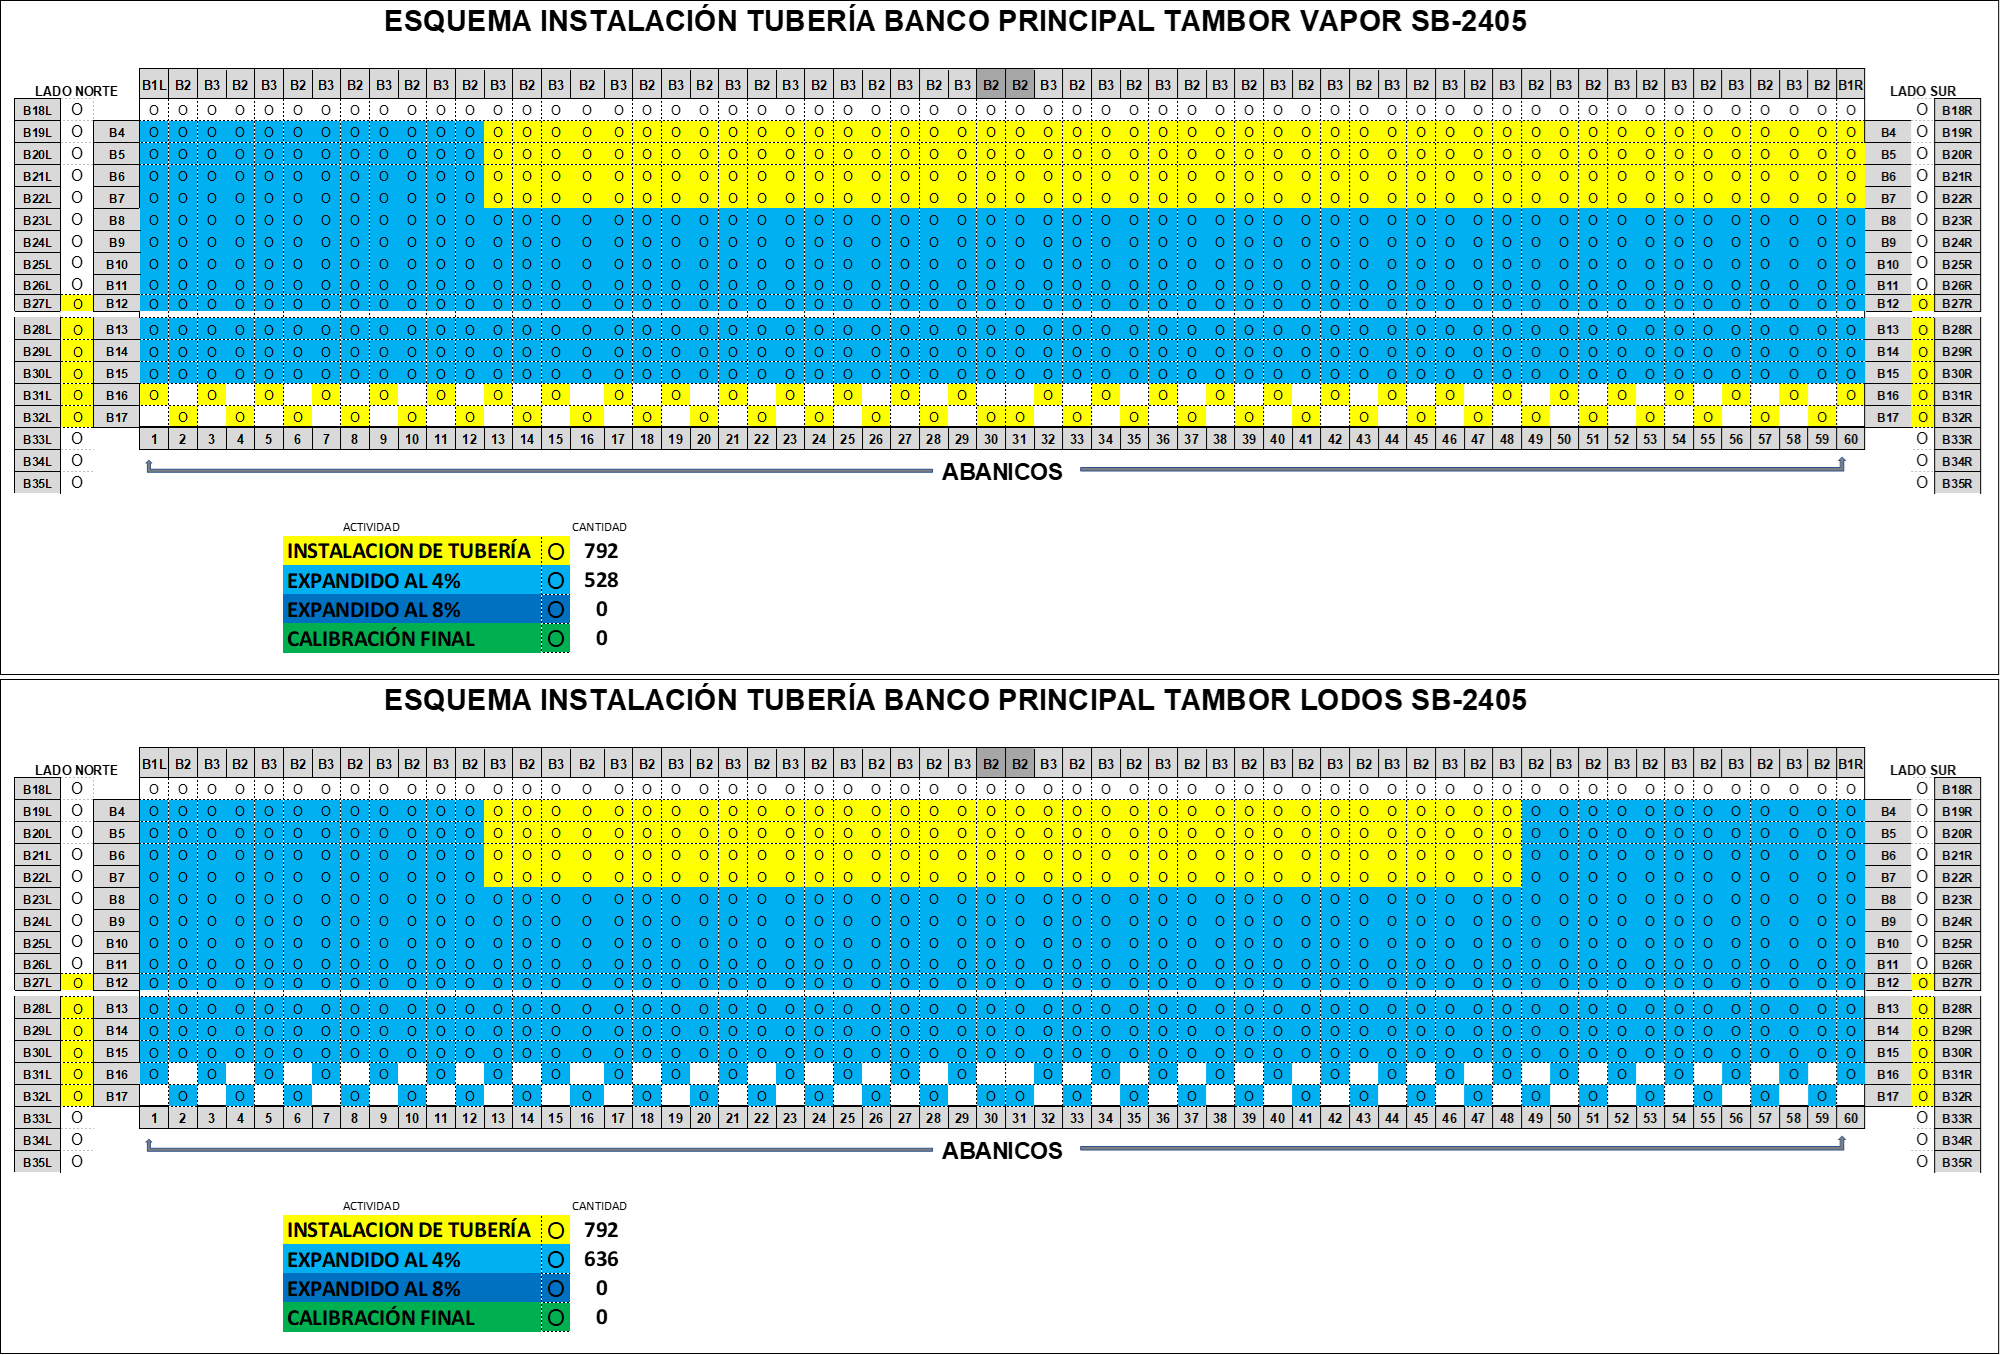 ESQUEMA INSTALACIÓN TUBERÍA BANCO PRINCIPAL TAMBOR VAPOR SB-2405
LADO NORTE B1L B2 B3 B2 B3 B2 B3 B2 B3 B2 B3 B2 B3 B2 B3 B2 B3 B2 B3 B2 B3 B2 B3 B2 B3 B2 B3 B2 B3 B2 B2 B3 B2 B3 B2 B3 B2 B3 B2 B3 B2 B3 B2 B3 B2 B3 B2 B3 B2 B3 B2 B3 B2 B3 B2 B3 B2 B3 B2 B1R LADO SUR
B18L B18R
B19L B4 B4 B19R
B20L B5 B5 B20R
B21L B6 B6 B21R
B22L B7 B7 B22R
B23L B8 B8 B23R
B24L B9 B9 B24R
B25L B10 B10 B25R
B26L B11 B11 B26R
B27L B12 B12 B27R
B28L B13 B13 B28R
B29L B14 B14 B29R
B30L B15 B15 B30R
B31L B16 B16 B31R
B32L B17 B17 B32R
B33L 1 2 3 4 5 6 7 8 9 10 11 12 13 14 15 16 17 18 19 20 21 22 23 24 25 26 27 28 29 30 31 32 33 34 35 36 37 38 39 40 41 42 43 44 45 46 47 48 49 50 51 52 53 54 55 56 57 58 59 60 B33R
B34L ABANICOS B34R
B35L B35R
ACTIVIDAD CANTIDAD
INSTALACION DE TUBERÍA O 792
EXPANDIDO AL 4% O 528
EXPANDIDO AL 8% O 0
CALIBRACIÓN FINAL O 0
ESQUEMA INSTALACIÓN TUBERÍA BANCO PRINCIPAL TAMBOR LODOS SB-2405
LADO NORTE B1L B2 B3 B2 B3 B2 B3 B2 B3 B2 B3 B2 B3 B2 B3 B2 B3 B2 B3 B2 B3 B2 B3 B2 B3 B2 B3 B2 B3 B2 B2 B3 B2 B3 B2 B3 B2 B3 B2 B3 B2 B3 B2 B3 B2 B3 B2 B3 B2 B3 B2 B3 B2 B3 B2 B3 B2 B3 B2 B1R LADO SUR
B18L B18R
B19L B4 B4 B19R
B20L B5 B5 B20R
B21L B6 B6 B21R
B22L B7 B7 B22R
B23L B8 B8 B23R
B24L B9 B9 B24R
B25L B10 B10 B25R
B26L B11 B11 B26R
B27L B12 B12 B27R
B28L B13 B13 B28R
B29L B14 B14 B29R
B30L B15 B15 B30R
B31L B16 B16 B31R
B32L B17 B17 B32R
B33L 1 2 3 4 5 6 7 8 9 10 11 12 13 14 15 16 17 18 19 20 21 22 23 24 25 26 27 28 29 30 31 32 33 34 35 36 37 38 39 40 41 42 43 44 45 46 47 48 49 50 51 52 53 54 55 56 57 58 59 60 B33R
B34L ABANICOS B34R
B35L B35R
ACTIVIDAD CANTIDAD
INSTALACION DE TUBERÍA O 792
EXPANDIDO AL 4% O 636
EXPANDIDO AL 8% O 0
CALIBRACIÓN FINAL O 0